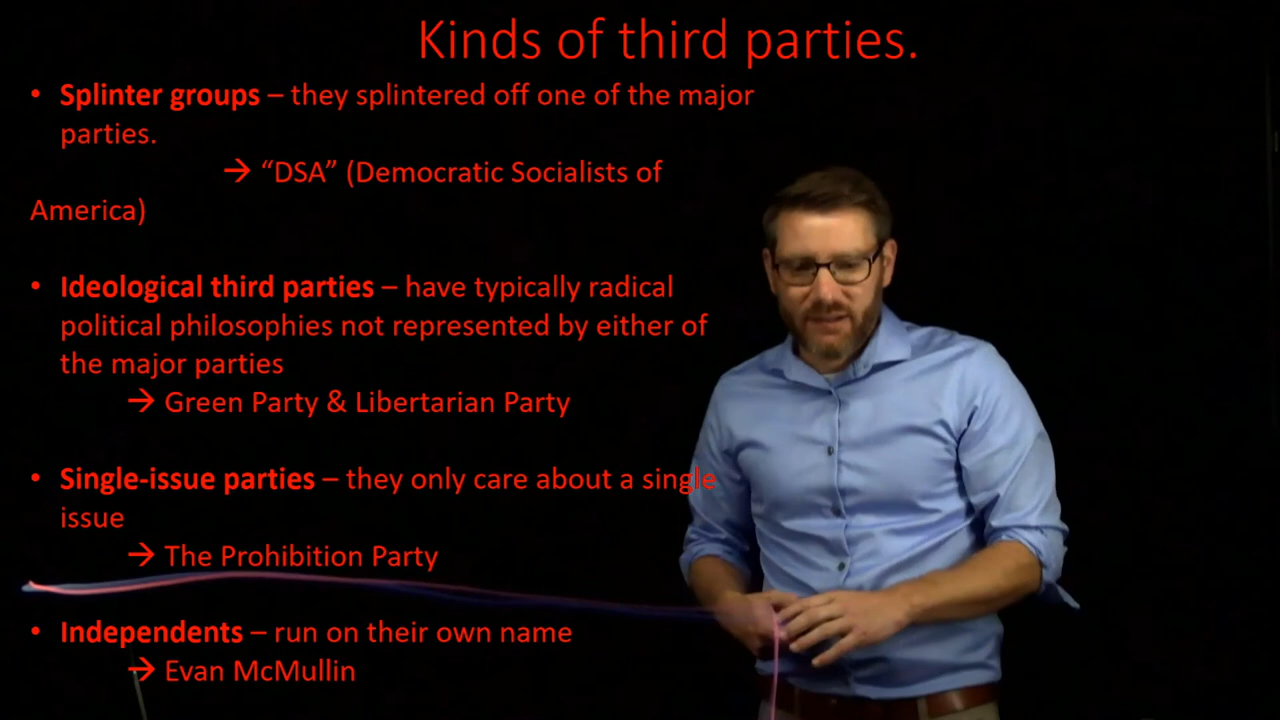 Kinds of third parties.
• Splinter groups – they splintered off one of the major
parties.
→ “DSA” (Democratic Socialists of
America)
• Ideological third parties – have typically radical
political philosophies not represented by either of
the major parties
→ Green Party & Libertarian Party
• Single-issue parties – they only care about a single
issue
→ The Prohibition Party
• Independents – run on their own name
→ Evan McMullin